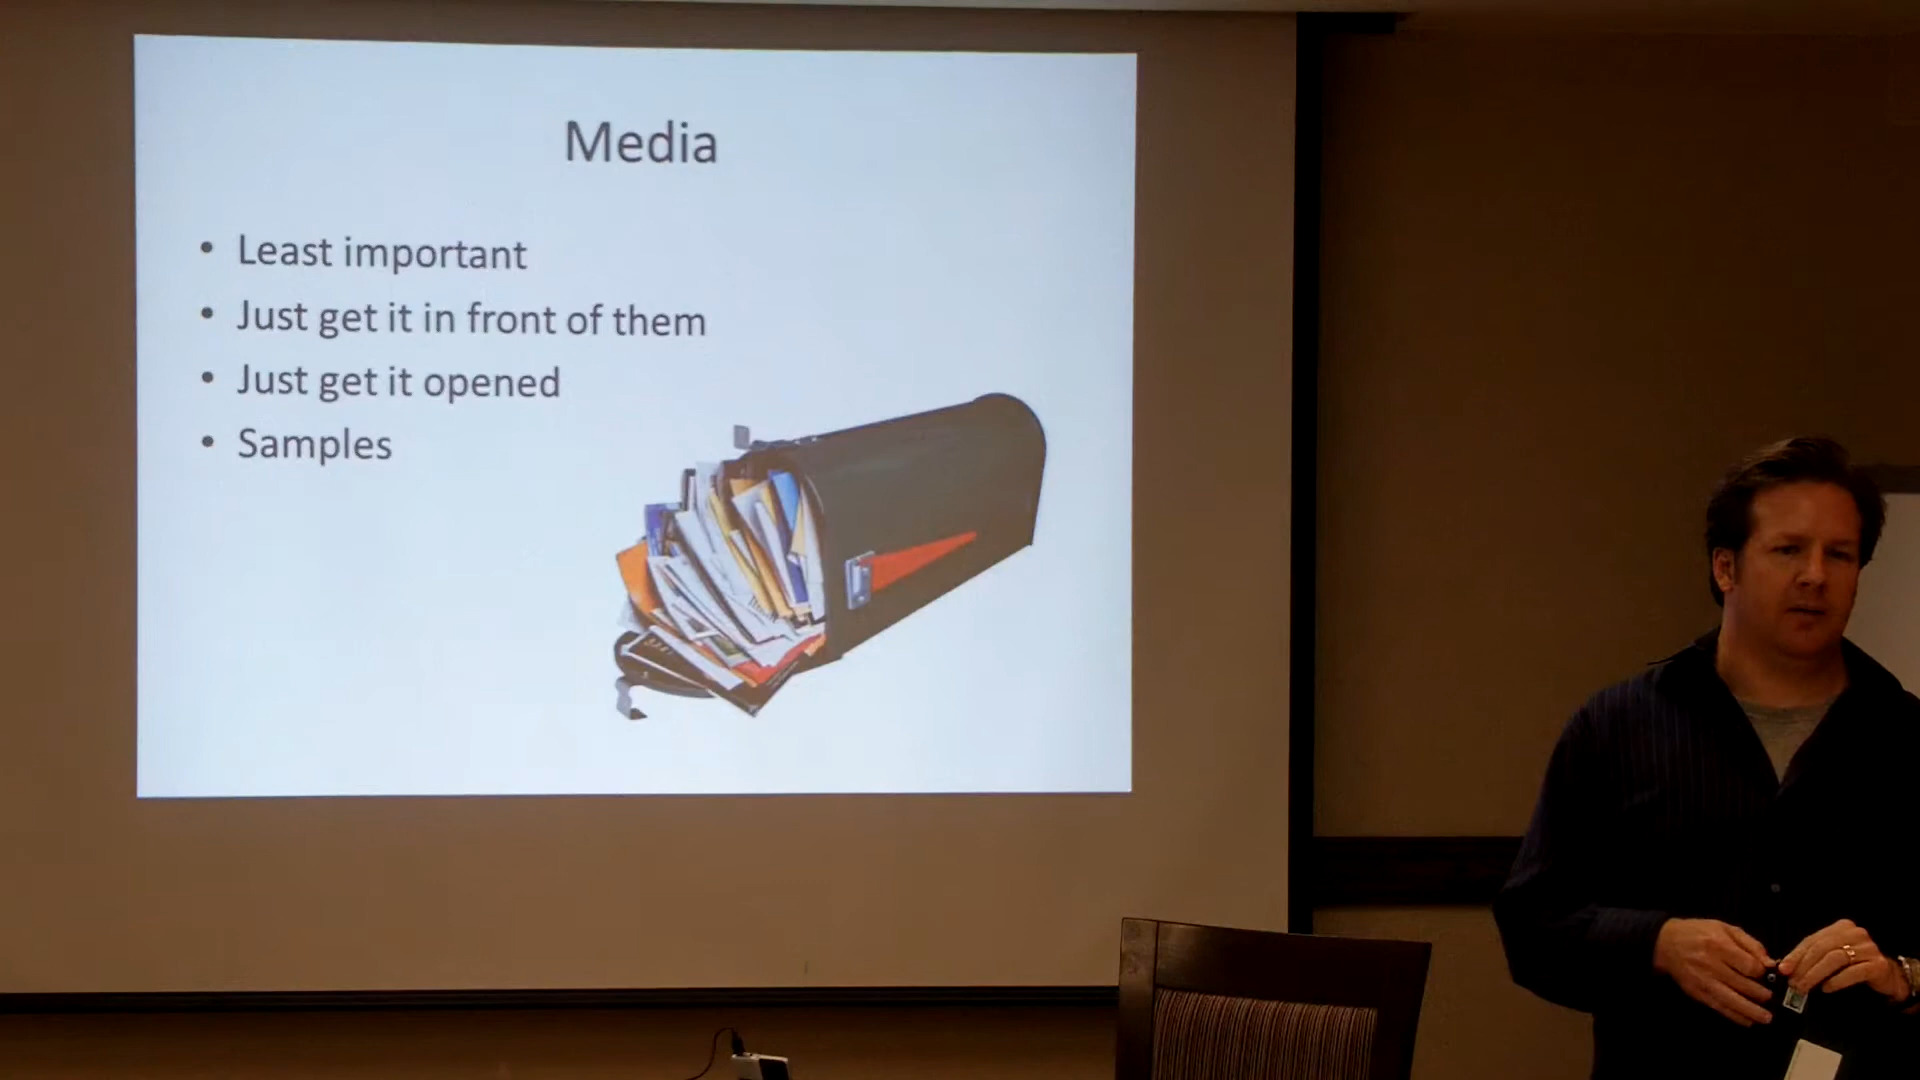 Media
• Least important
• Just get it in front of them
• Just get it opened
• Samples